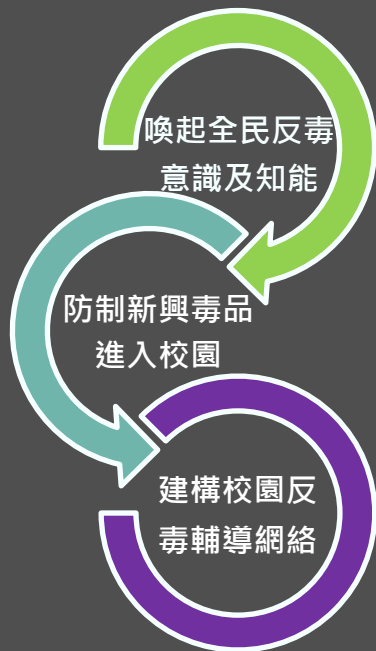 喚起全民反毒
意識及知能
防制新興毒品
進入校園
建構校園反
毒輔導網絡